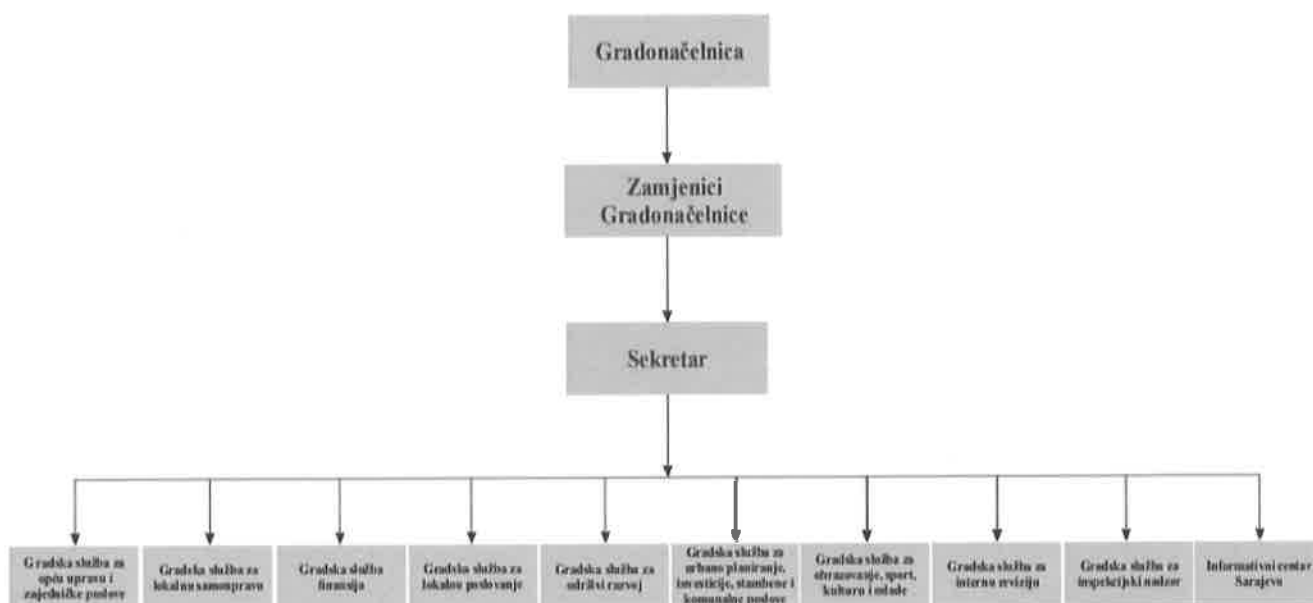 Gradonačelnica
Zamjenici
Gradonačelnice
Sekretar
Gradska služba za
opću upravu i
zajedničke poslove
Gradska služba za
lokalnu samoupravu
Gradska služba
finansija
Gradska služba za
lokalno poslovanje
Gradska služba za
održivi razvoj
Gradska služba za
urbano planiranje,
investicije, stambene i
komunalne poslove
Gradska služba za
obrazovanje, sport,
kulturu i mlade
Gradska služba za
internu reviziju
Gradska služba za
inspekcijski nadzor
Informativni centar
Sarajevo